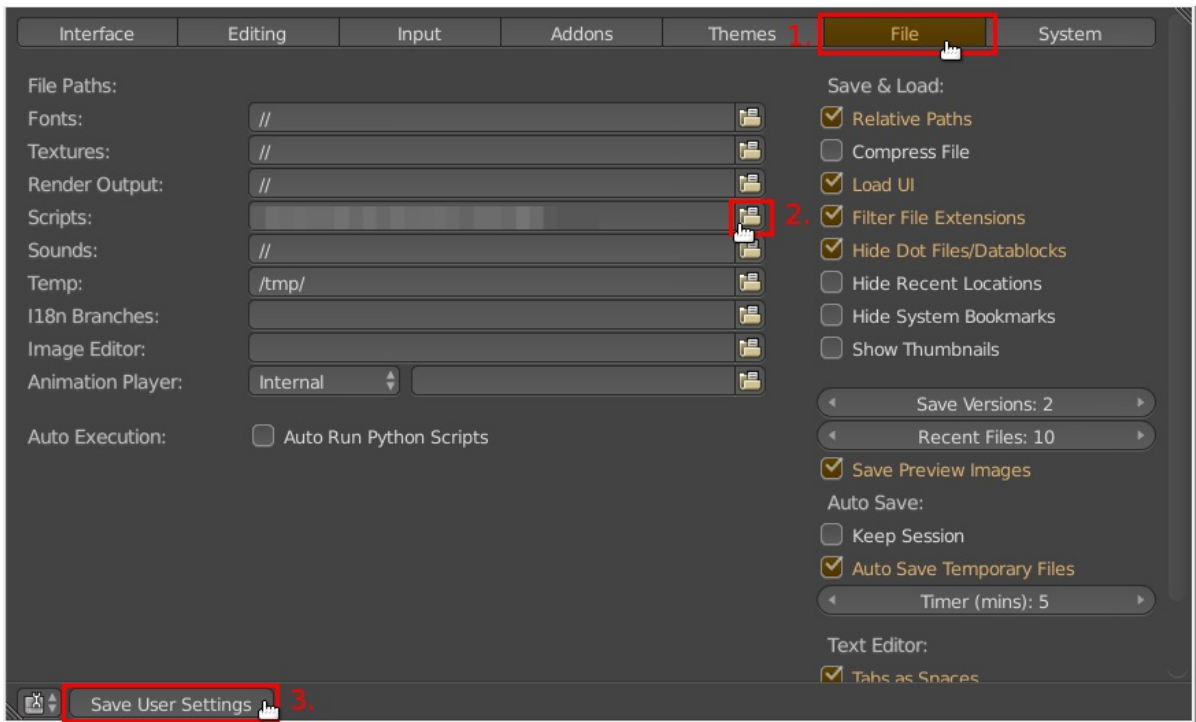 Interface Editing Input Addons Themes 1. File System
File Paths:
Fonts: //
Textures: //
Render Output: //
Scripts: 2.
Sounds: //
Temp: /tmp/
I18n Branches:
Image Editor:
Animation Player: Internal
Auto Execution: Auto Run Python Scripts
Save & Load:
Relative Paths
Compress File
Load UI
Filter File Extensions
Hide Dot Files/Datablocks
Hide Recent Locations
Hide System Bookmarks
Show Thumbnails
Save Versions: 2
Recent Files: 10
Save Preview Images
Auto Save:
Keep Session
Auto Save Temporary Files
Timer (mins): 5
Text Editor:
Tabs as Spaces
Save User Settings 3.